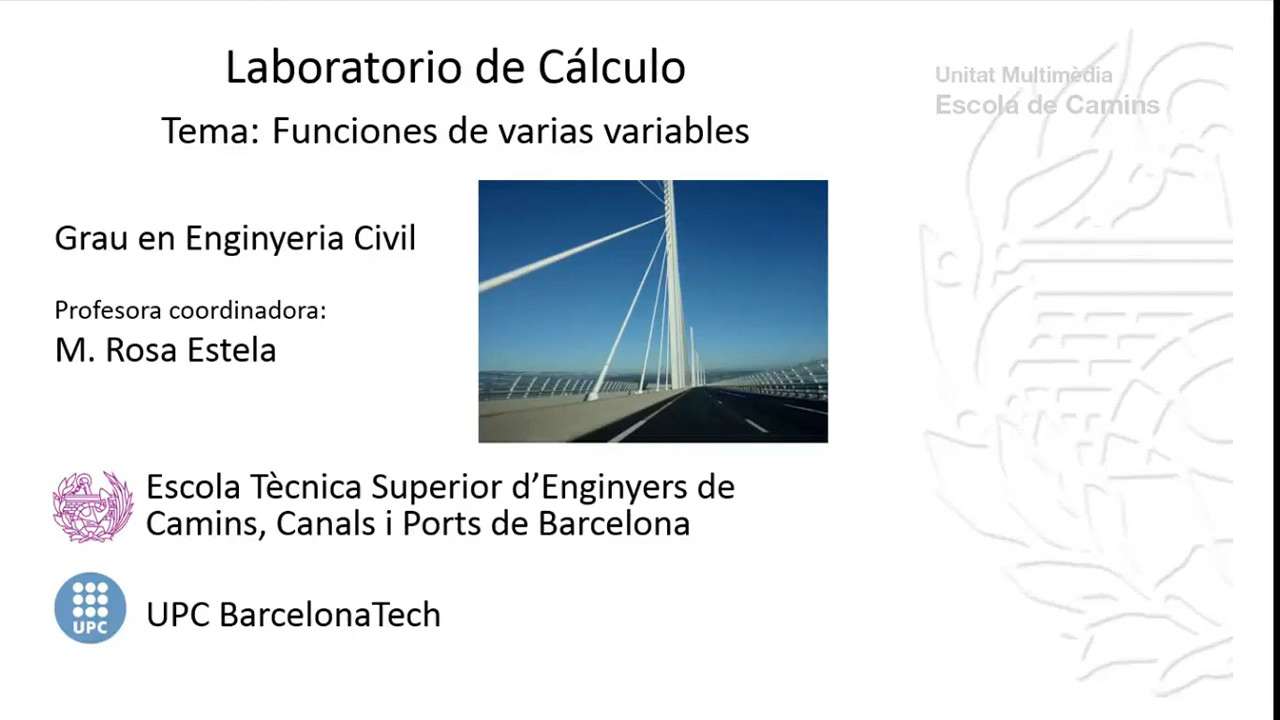 Laboratorio de Cálculo
Tema: Funciones de varias variables
Unitat Multimèdia
Escola de Camins
Grau en Enginyeria Civil
Profesora coordinadora:
M. Rosa Estela
Escola Tècnica Superior d’Enginyers de
Camins, Canals i Ports de Barcelona
UPC
UPC BarcelonaTech